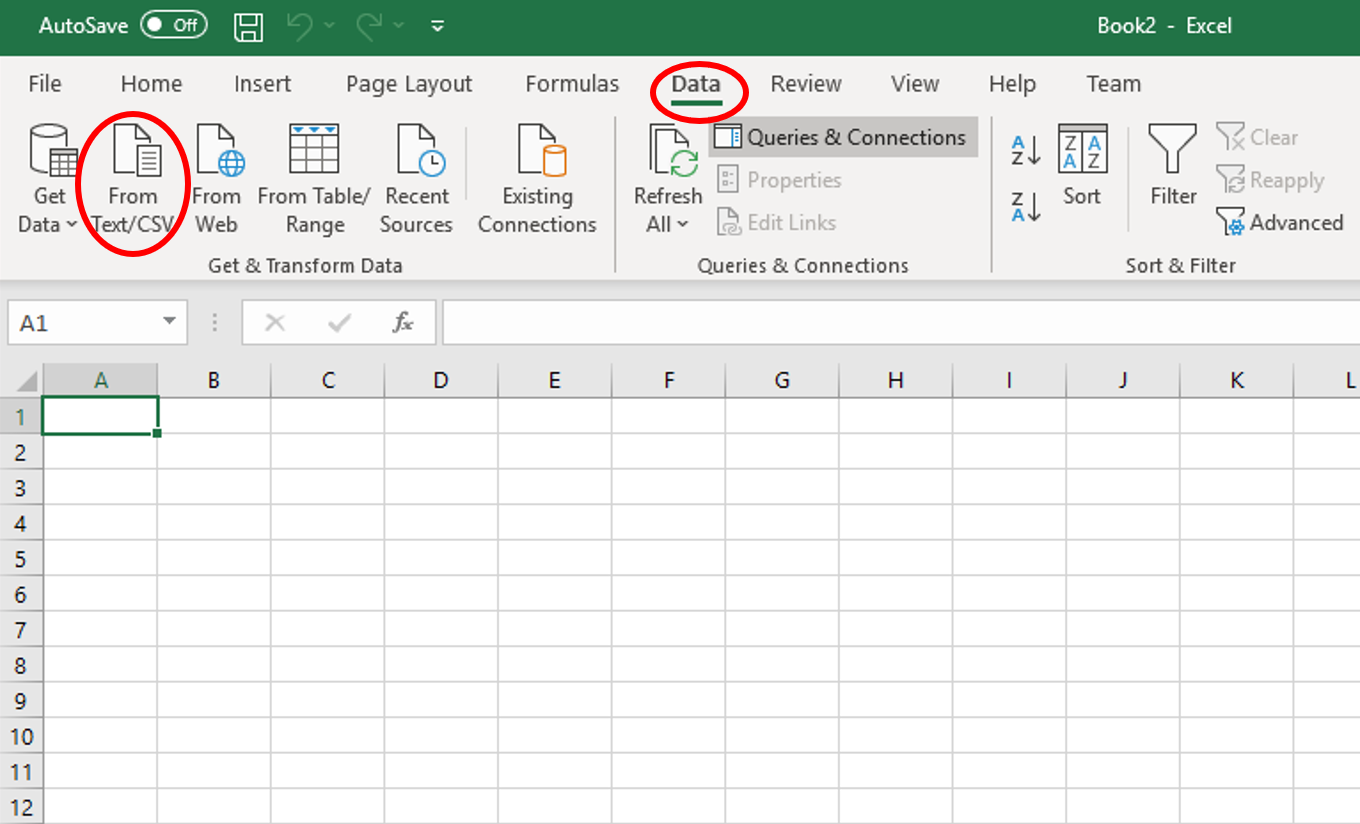 AutoSave Off Book2 - Excel
File Home Insert Page Layout Formulas Data Review View Help Team
Get Data
From Text/CSV
From Web
From Table/ Range
Recent Sources
Existing Connections
Get & Transform Data
Refresh All
Queries & Connections
Properties
Edit Links
Queries & Connections
A Z
Z A
Z A A Z
Sort
Filter
Clear
Reapply
Advanced
Sort & Filter
A1 fx
A B C D E F G H I J K L
1
2
3
4
5
6
7
8
9
10
11
12